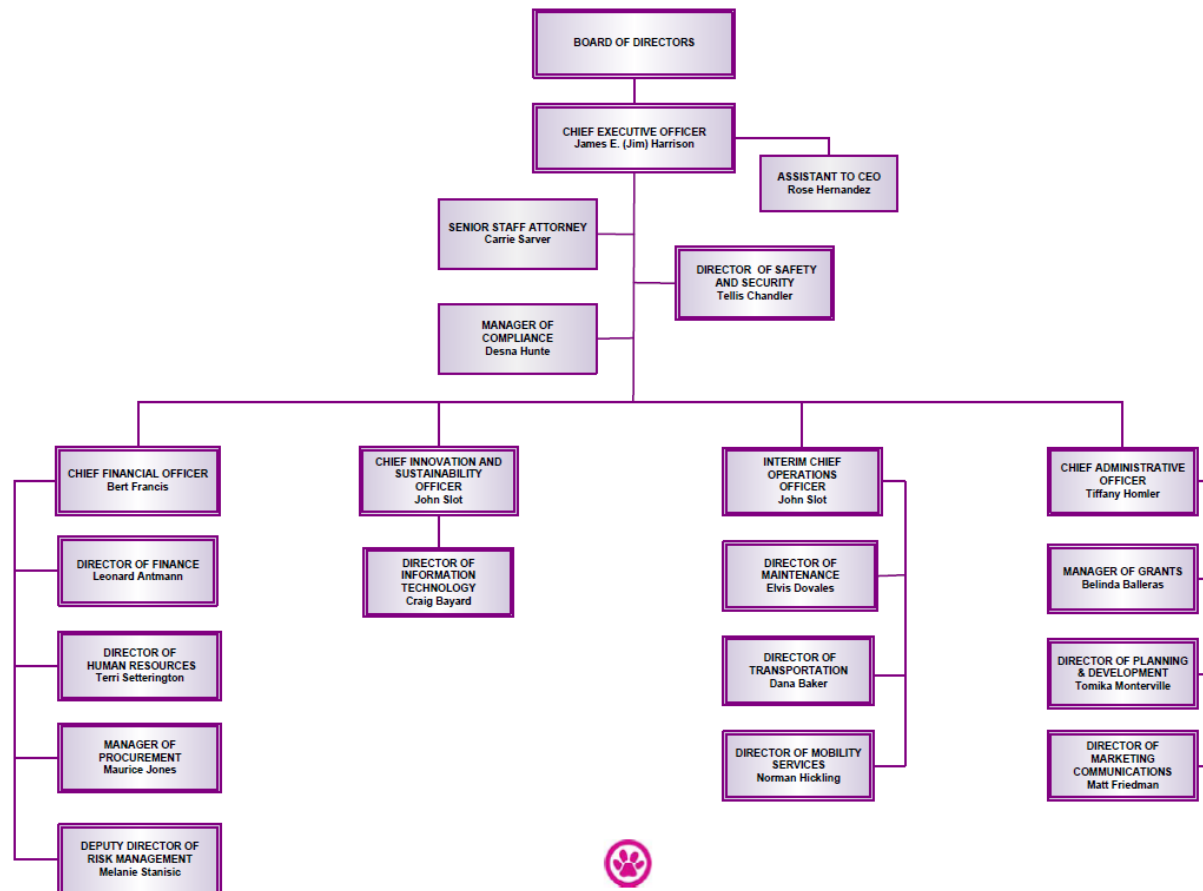 BOARD OF DIRECTORS
CHIEF EXECUTIVE OFFICER
James E. (Jim) Harrison
ASSISTANT TO CEO
Rose Hernandez
SENIOR STAFF ATTORNEY
Carrie Sarver
DIRECTOR OF SAFETY
AND SECURITY
Tellis Chandler
MANAGER OF
COMPLIANCE
Desna Hunte
CHIEF FINANCIAL OFFICER
Bert Francis
DIRECTOR OF FINANCE
Leonard Antmann
DIRECTOR OF
HUMAN RESOURCES
Terri Setterington
MANAGER OF
PROCUREMENT
Maurice Jones
DEPUTY DIRECTOR OF
RISK MANAGEMENT
Melanie Stanisic
CHIEF INNOVATION AND
SUSTAINABILITY
OFFICER
John Slot
DIRECTOR OF
INFORMATION
TECHNOLOGY
Craig Bayard
INTERIM CHIEF
OPERATIONS
OFFICER
John Slot
DIRECTOR OF
MAINTENANCE
Elvis Dovales
DIRECTOR OF
TRANSPORTATION
Dana Baker
DIRECTOR OF MOBILITY
SERVICES
Norman Hickling
CHIEF ADMINISTRATIVE
OFFICER
Tiffany Homler
MANAGER OF GRANTS
Belinda Balleras
DIRECTOR OF PLANNING
& DEVELOPMENT
Tomika Monterville
DIRECTOR OF
MARKETING
COMMUNICATIONS
Matt Friedman